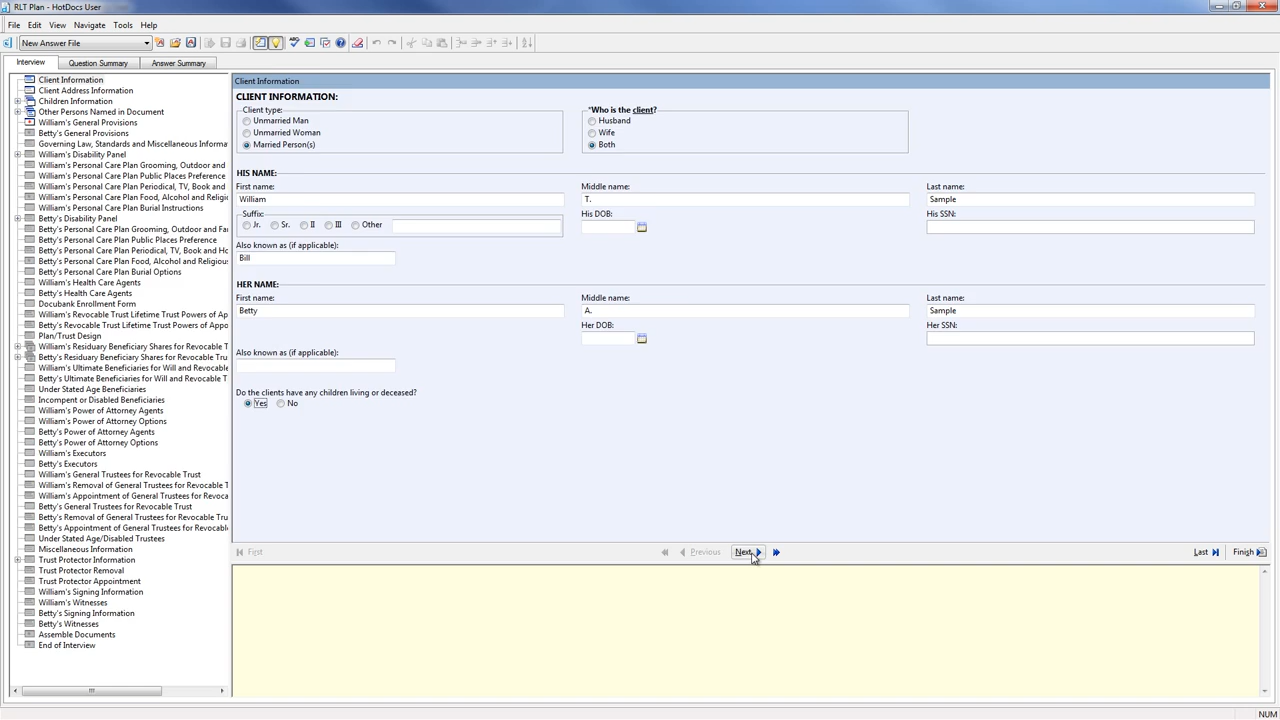 RLT Plan - HotDocs User
File Edit View Navigate Tools Help
New Answer File
Interview Question Summary Answer Summary
Client Information
Client Address Information
Children Information
Other Persons Named in Document
William's General Provisions
Betty's General Provisions
Governing Law, Standards and Miscellaneous Informa
William's Disability Panel
William's Personal Care Plan Grooming, Outdoor and
William's Personal Care Plan Public Places Preference
William's Personal Care Plan Periodical, TV, Book and
William's Personal Care Plan Food, Alcohol and Religio
William's Personal Care Plan Burial Instructions
Betty's Disability Panel
Betty's Personal Care Plan Grooming, Outdoor and Fa
Betty's Personal Care Plan Public Places Preference
Betty's Personal Care Plan Periodical, TV, Book and Ho
Betty's Personal Care Plan Food, Alcohol and Religious
Betty's Personal Care Plan Burial Options
William's Health Care Agents
Betty's Health Care Agents
Docubank Enrollment Form
William's Revocable Trust Lifetime Trust Powers of Appo
Betty's Revocable Trust Lifetime Trust Powers of Appo
Plan/Trust Design
William's Residuary Beneficiary Shares for Revocable T
Betty's Residuary Beneficiary Shares for Revocable Tru
William's Ultimate Beneficiaries for Will and Revocable
Betty's Ultimate Beneficiaries for Will and Revocable T
Under Stated Age Beneficiaries
Incompent or Disabled Beneficiaries
William's Power of Attorney Agents
William's Power of Attorney Options
Betty's Power of Attorney Agents
Betty's Power of Attorney Options
William's Executors
Betty's Executors
William's General Trustees for Revocable Trust
William's Removal of General Trustees for Revocable T
William's Appointment of General Trustees for Revoca
Betty's General Trustees for Revocable Trust
Betty's Removal of General Trustees for Revocable Tru
Betty's Appointment of General Trustees for Revocabl
Under Stated Age/Disabled Trustees
Miscellaneous Information
Trust Protector Information
Trust Protector Removal
Trust Protector Appointment
William's Signing Information
William's Witnesses
Betty's Signing Information
Betty's Witnesses
Assemble Documents
End of Interview
Client Information
CLIENT INFORMATION:
Client type: *Who is the client?
Unmarried Man Husband
Unmarried Woman Wife
Married Person(s) Both
HIS NAME:
First name: Middle name: Last name:
William T. Sample
Suffix: His DOB: His SSN:
Jr. Sr. II III Other
Also known as (if applicable):
Bill
HER NAME:
First name: Middle name: Last name:
Betty A. Sample
Her DOB: Her SSN:
Also known as (if applicable):
Do the clients have any children living or deceased?
Yes No
First Previous Next Last Finish
NUM